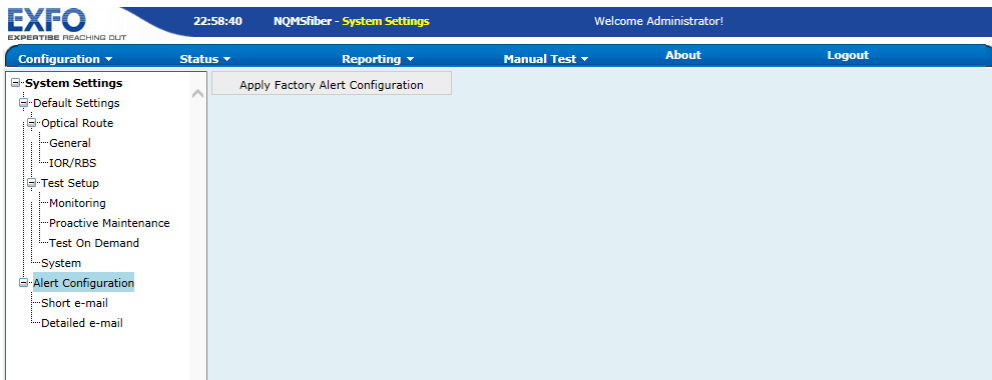 EXFO
EXPERTISE REACHING OUT
22:58:40 NQMSfiber - System Settings Welcome Administrator!
Configuration Status Reporting Manual Test About Logout
System Settings
Apply Factory Alert Configuration
Default Settings
Optical Route
General
IOR/RBS
Test Setup
Monitoring
Proactive Maintenance
Test On Demand
System
Alert Configuration
Short e-mail
Detailed e-mail